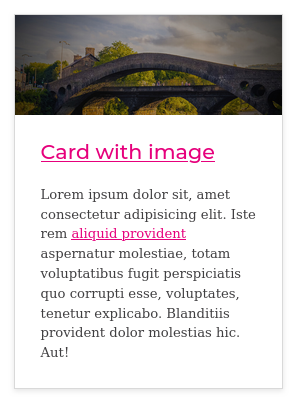 Card with image
Lorem ipsum dolor sit, amet
consectetur adipisicing elit. Iste
rem aliquid provident
aspernatur molestiae, totam
voluptatibus fugit perspiciatis
quo corrupti esse, voluptates,
tenetur explicabo. Blanditiis
provident dolor molestias hic.
Aut!